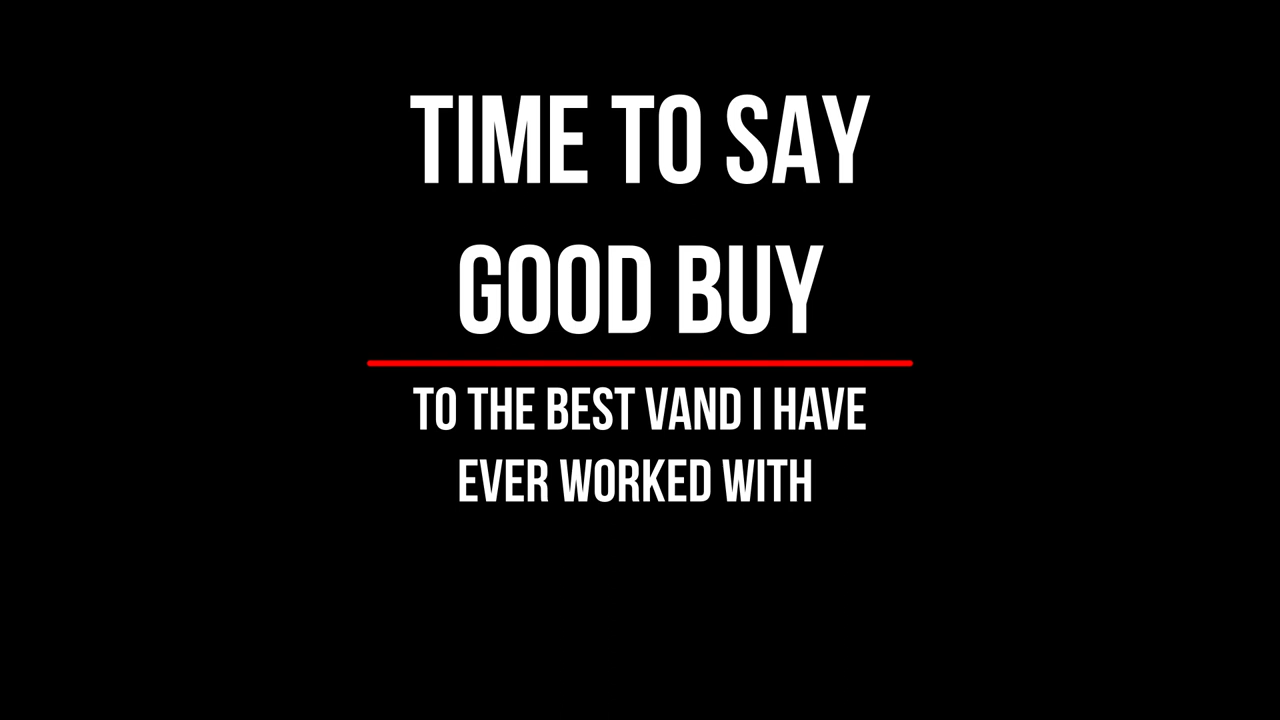 TIME TO SAY
GOOD BUY
TO THE BEST VAND I HAVE
EVER WORKED WITH